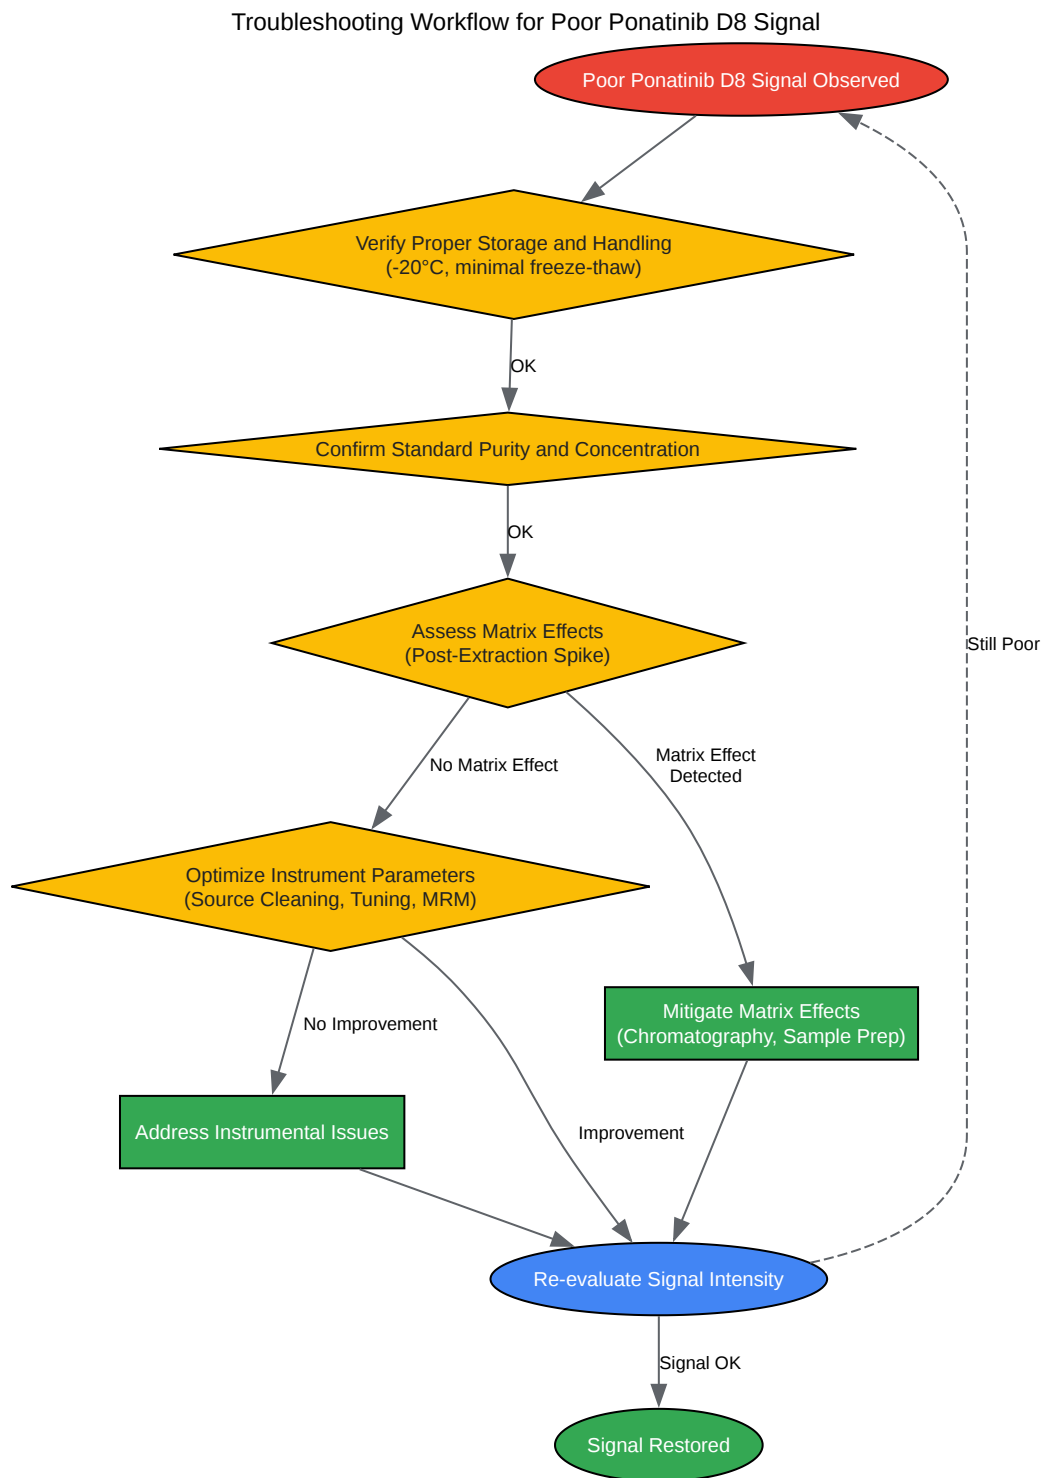 Troubleshooting Workflow for Poor Ponatinib D8 Signal
Poor Ponatinib D8 Signal Observed
Verify Proper Storage and Handling
(-20°C, minimal freeze-thaw)
OK
Confirm Standard Purity and Concentration
OK
Assess Matrix Effects
(Post-Extraction Spike)
Still Poor
No Matrix Effect
Matrix Effect
Detected
Optimize Instrument Parameters
(Source Cleaning, Tuning, MRM)
No Improvement
Mitigate Matrix Effects
(Chromatography, Sample Prep)
Address Instrumental Issues
Improvement
Re-evaluate Signal Intensity
Signal OK
Signal Restored